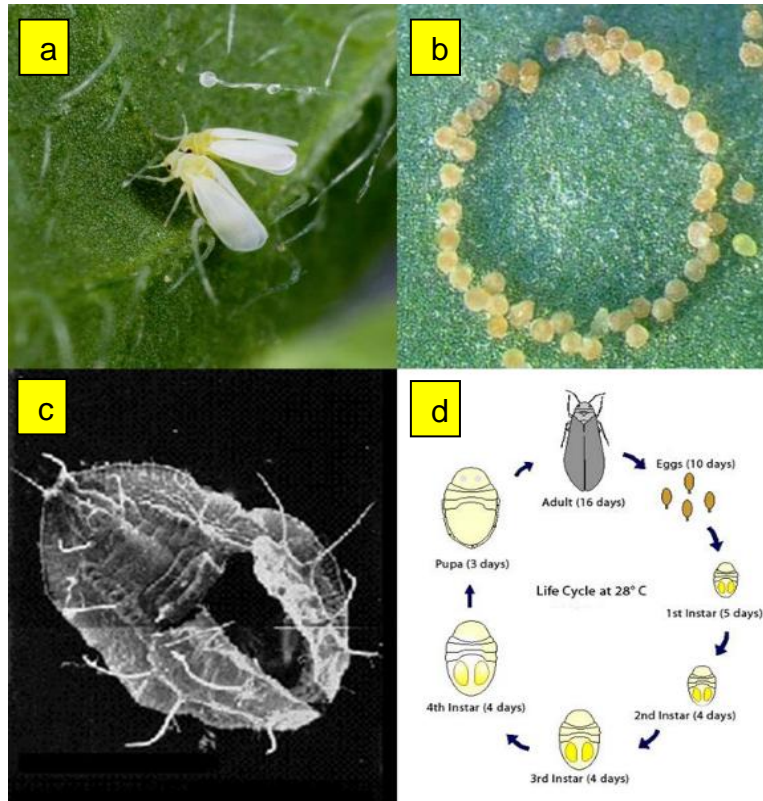 a
b
c
d
Adult (16 days)
Eggs (10 days)
1st Instar (5 days)
2nd Instar (4 days)
3rd Instar (4 days)
4th Instar (4 days)
Pupa (3 days)
Life Cycle at 28° C